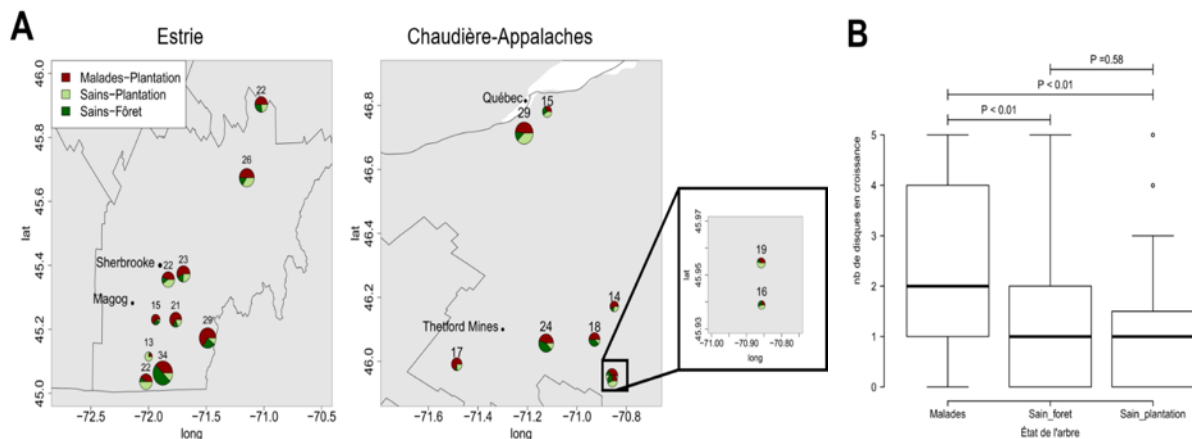 A
Estrie
Malades−Plantation
Sains−Plantation
Sains−Fôret
22
26
Sherbrooke
22
23
Magog
15
21
29
13
34
22
46.0
45.8
45.6
45.4
45.2
45.0
lat
−72.5
−72.0
−71.5
−71.0
−70.5
long
Chaudière-Appalaches
Québec
15
29
14
Thetford Mines
24
18
17
46.8
46.6
46.4
46.2
46.0
lat
−71.6
−71.4
−71.2
−71.0
−70.8
long
19
16
45.97
45.95
45.93
lat
−71.00
−70.90
−70.80
long
B
P =0.58
P < 0.01
P < 0.01
5
4
3
2
1
0
nb de disques en croissance
Malades
Sain_foret
Sain_plantation
État de l'arbre